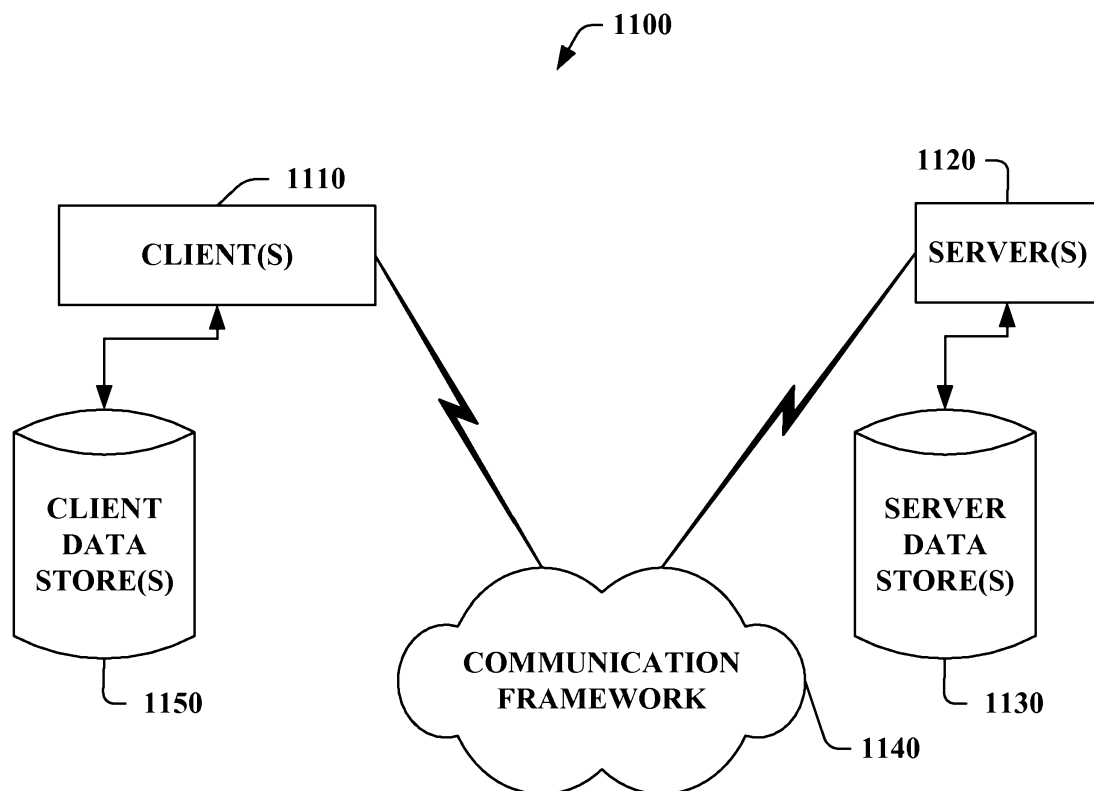 1100
1110
1120
CLIENT(S)
SERVER(S)
CLIENT
DATA
STORE(S)
SERVER
DATA
STORE(S)
COMMUNICATION
FRAMEWORK
1150
1130
1140